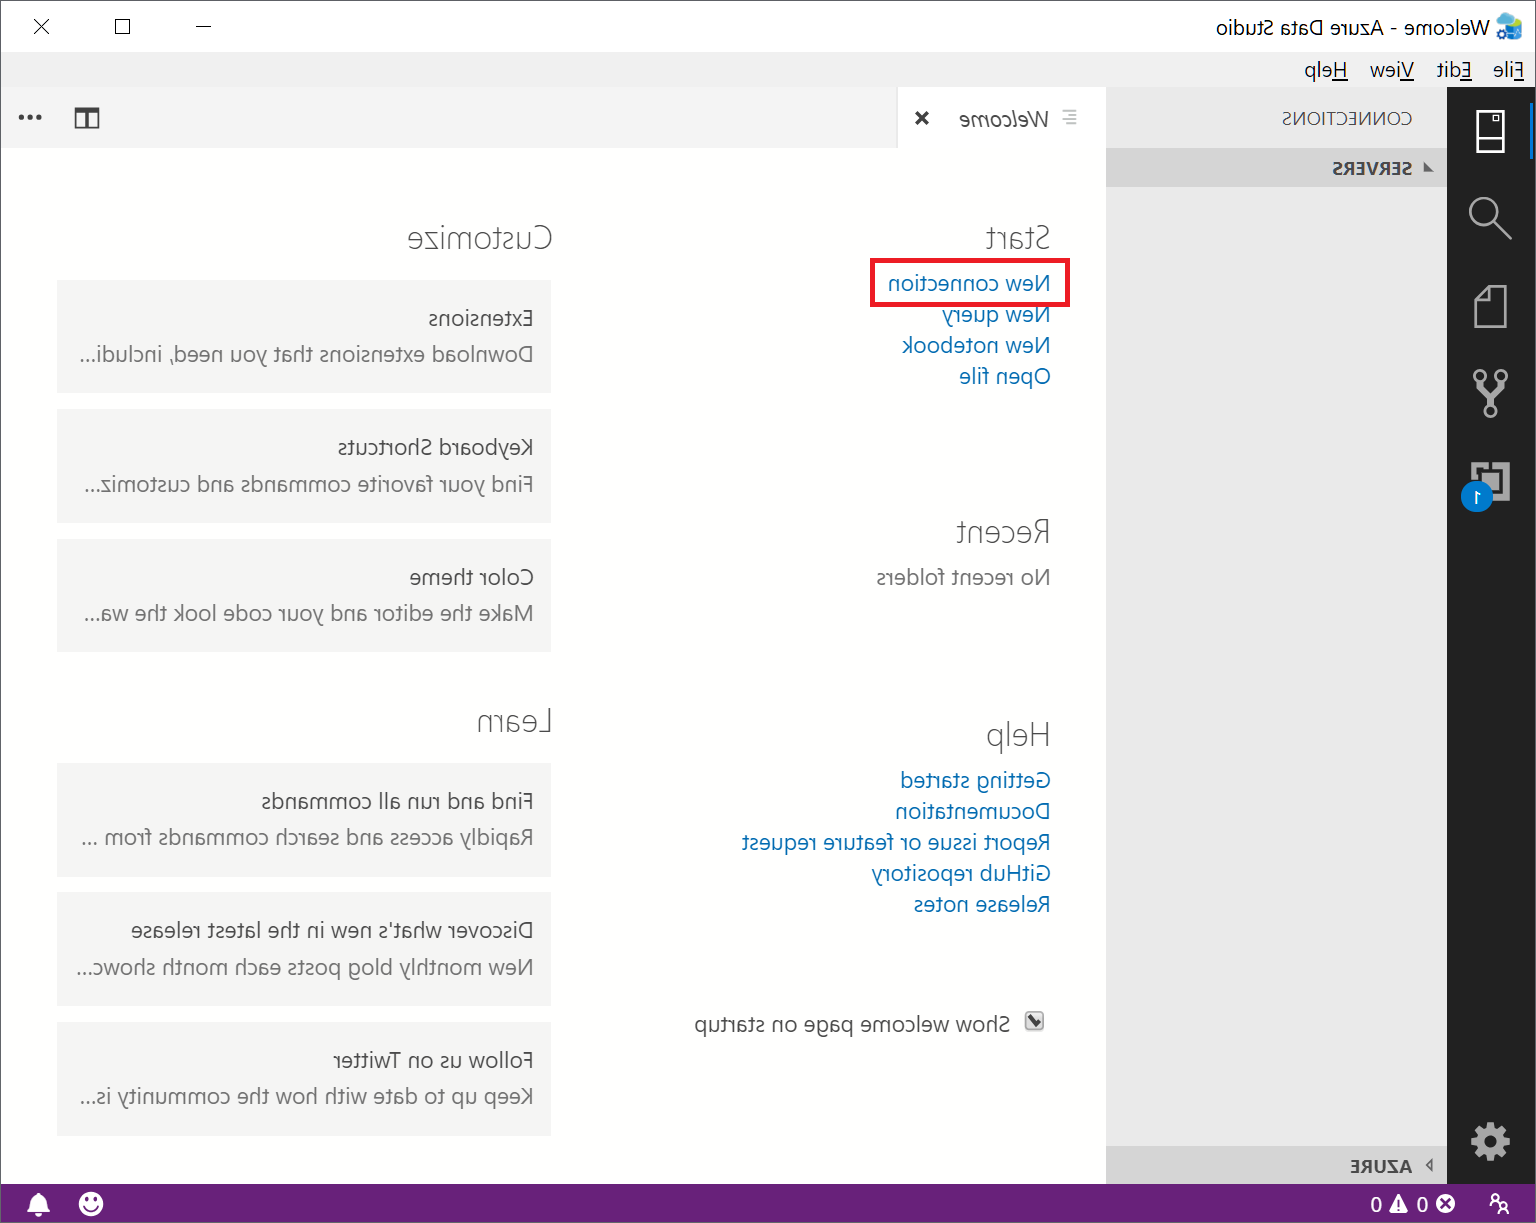 Welcome - Azure Data Studio
File Edit View Help
CONNECTIONS
SERVERS
AZURE
Welcome
Start
New connection
New query
New notebook
Open file
Recent
No recent folders
Help
Getting started
Documentation
Report issue or feature request
GitHub repository
Release notes
Show welcome page on startup
Customize
Extensions
Download extensions that you need, includi...
Keyboard Shortcuts
Find your favorite commands and customiz...
Color theme
Make the editor and your code look the wa...
Learn
Find and run all commands
Rapidly access and search commands from ...
Discover what's new in the latest release
New monthly blog posts each month showc...
Follow us on Twitter
Keep up to date with how the community is...
1
0 0